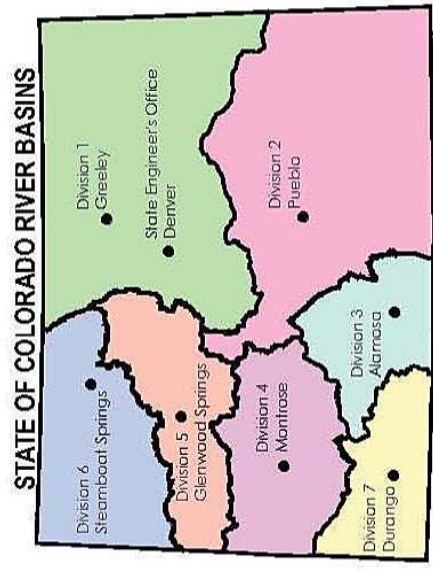 STATE OF COLORADO RIVER BASINS
Division 6
Steamboat Springs
Division 1
Greeley
State Engineer's Office
Denver
Division 5
Glenwood Springs
Division 4
Montrose
Division 2
Pueblo
Division 3
Alamosa
Division 7
Durango